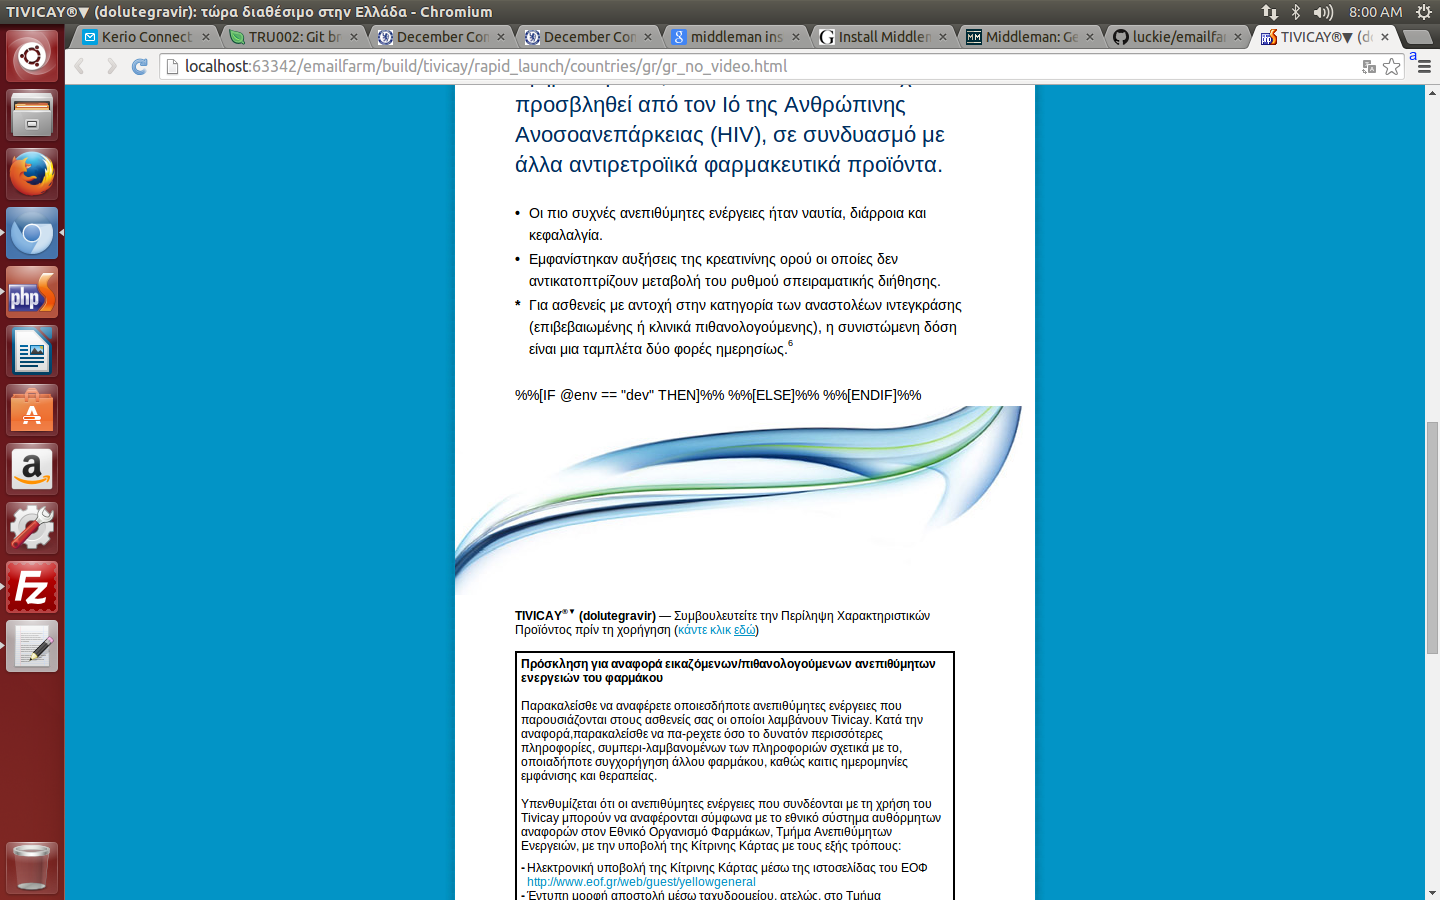 TIVICAY®▼ (dolutegravir): τώρα διαθέσιμο στην Ελλάδα - Chromium
8:00 AM
Kerio Connect
TRU002: Git br
December Con
December Con
middleman ins
Install Middlem
Middleman: Ge
luckie/emailfar
TIVICAY®▼ (do
localhost:63342/emailfarm/build/tivicay/rapid_launch/countries/gr/gr_no_video.html
a
προσβληθεί από τον Ιό της Ανθρώπινης
Ανοσοανεπάρκειας (HIV), σε συνδυασμό με
άλλα αντιρετροϊικά φαρμακευτικά προϊόντα.
• Οι πιο συχνές ανεπιθύμητες ενέργειες ήταν ναυτία, διάρροια και
κεφαλαλγία.
• Εμφανίστηκαν αυξήσεις της κρεατινίνης ορού οι οποίες δεν
αντικατοπτρίζουν μεταβολή του ρυθμού σπειραματικής διήθησης.
* Για ασθενείς με αντοχή στην κατηγορία των αναστολέων ιντεγκράσης
(επιβεβαιωμένης ή κλινικά πιθανολογούμενης), η συνιστώμενη δόση
είναι μια ταμπλέτα δύο φορές ημερησίως.6
%%[IF @env == "dev" THEN]%% %%[ELSE]%% %%[ENDIF]%%
TIVICAY®▼ (dolutegravir) — Συμβουλευτείτε την Περίληψη Χαρακτηριστικών
Προϊόντος πρίν τη χορήγηση (κάντε κλικ εδώ)
Πρόσκληση για αναφορά εικαζόμενων/πιθανολογούμενων ανεπιθύμητων
ενεργειών του φαρμάκου
Παρακαλείσθε να αναφέρετε οποιεσδήποτε ανεπιθύμητες ενέργειες που
παρουσιάζονται στους ασθενείς σας οι οποίοι λαμβάνουν Tivicay. Κατά την
αναφορά,παρακαλείσθε να πα-ρεχετε όσο το δυνατόν περισσότερες
πληροφορίες, συμπερι-λαμβανομένων των πληροφοριών σχετικά με το,
οποιαδήποτε συγχορήγηση άλλου φαρμάκου, καθώς καιτις ημερομηνίες
εμφάνισης και θεραπείας.
Υπενθυμίζεται ότι οι ανεπιθύμητες ενέργειες που συνδέονται με τη χρήση του
Tivicay μπορούν να αναφέρονται σύμφωνα με το εθνικό σύστημα αυθόρμητων
αναφορών στον Εθνικό Οργανισμό Φαρμάκων, Τμήμα Ανεπιθύμητων
Ενεργειών, με την υποβολή της Κίτρινης Κάρτας με τους εξής τρόπους:
- Ηλεκτρονική υποβολή της Κίτρινης Κάρτας μέσω της ιστοσελίδας του ΕΟΦ
http://www.eof.gr/web/guest/yellowgeneral
- Έντυπη μορφή αποστολή μέσω ταχυδρομείου, ατελώς, στο Τμήμα